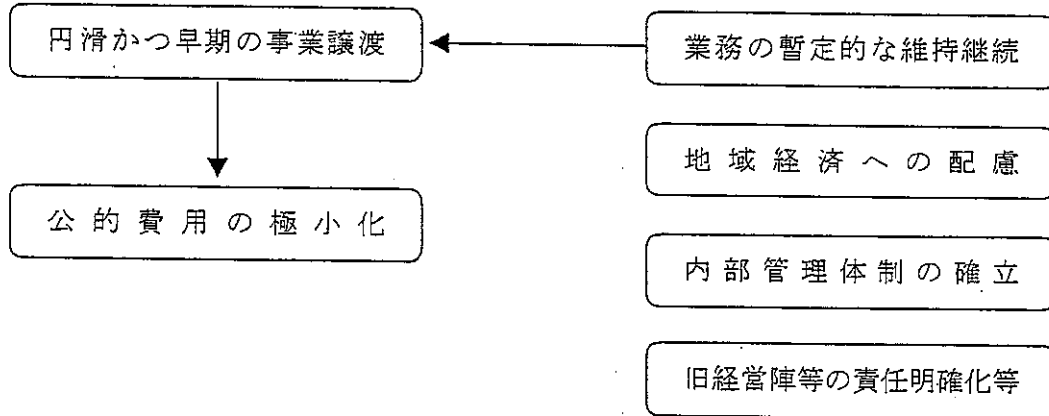 円滑かつ早期の事業譲渡
業務の暫定的な維持継続
地域経済への配慮
公的費用の極小化
内部管理体制の確立
旧経営陣等の責任明確化等